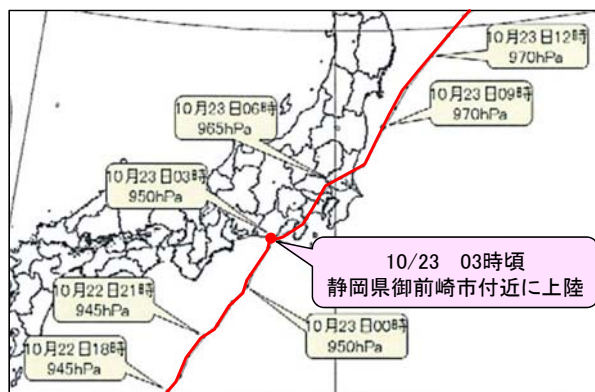 10月23日12時
970hPa
10月23日09時
970hPa
10月23日06時
965hPa
10月23日03時
950hPa
10/23　03時頃
静岡県御前崎市付近に上陸
10月22日21時
945hPa
10月23日00時
950hPa
10月22日18時
945hPa